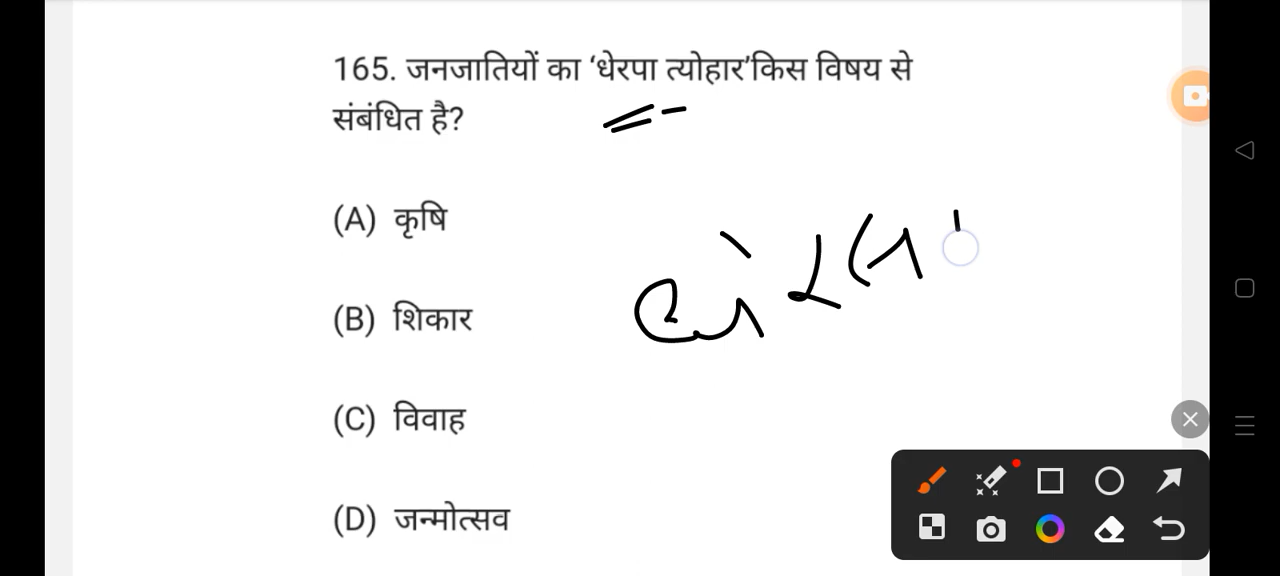 165. जनजातियों का ‘धेरपा त्योहार’किस विषय से
संबंधित है?
(A) कृषि
(B) शिकार
(C) विवाह
(D) जन्मोत्सव